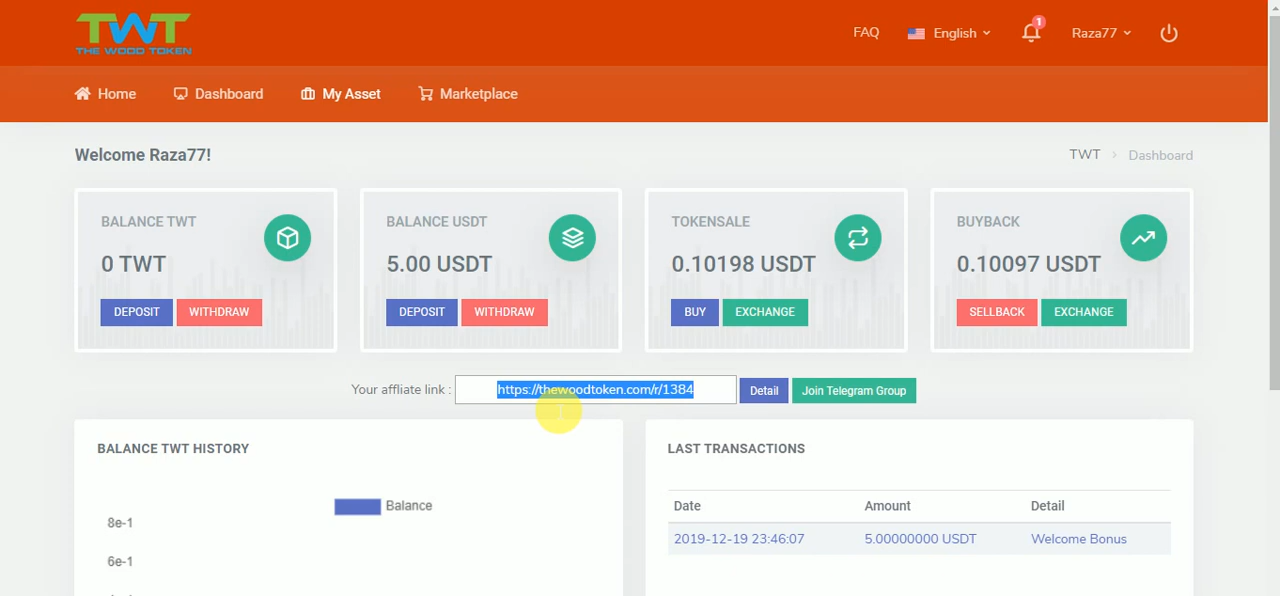 TWT
THE WOOD TOKEN
FAQ
English
1
Raza77
Home
Dashboard
My Asset
Marketplace
Welcome Raza77!
TWT > Dashboard
BALANCE TWT
0 TWT
DEPOSIT
WITHDRAW
BALANCE USDT
5.00 USDT
DEPOSIT
WITHDRAW
TOKENSALE
0.10198 USDT
BUY
EXCHANGE
BUYBACK
0.10097 USDT
SELLBACK
EXCHANGE
Your affliate link : https://thewoodtoken.com/r/1384 Detail Join Telegram Group
BALANCE TWT HISTORY
Balance
8e-1
6e-1
LAST TRANSACTIONS
Date Amount Detail
2019-12-19 23:46:07 5.00000000 USDT Welcome Bonus